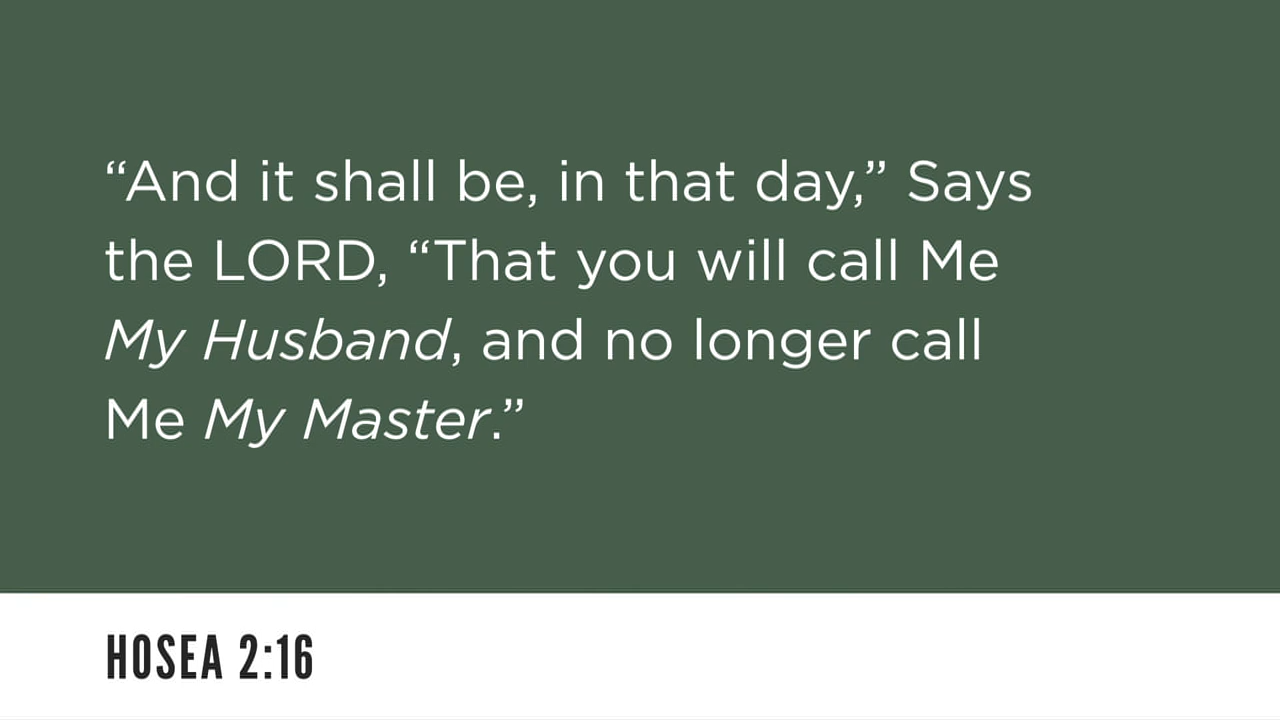 “And it shall be, in that day,” Says
the LORD, “That you will call Me
My Husband, and no longer call
Me My Master.”
HOSEA 2:16